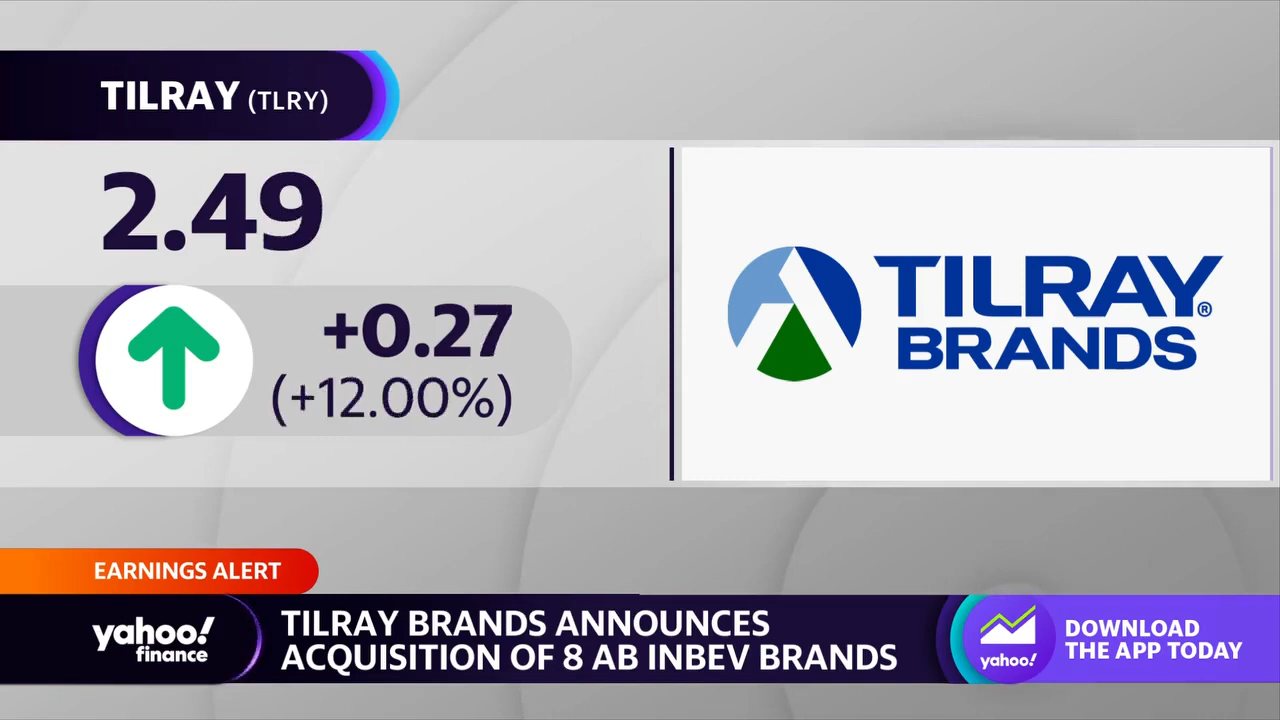 TILRAY (TLRY)
2.49
+0.27
(+12.00%)
TILRAY®
BRANDS
EARNINGS ALERT
yahoo!
finance
TILRAY BRANDS ANNOUNCES
ACQUISITION OF 8 AB INBEV BRANDS
yahoo!
DOWNLOAD
THE APP TODAY